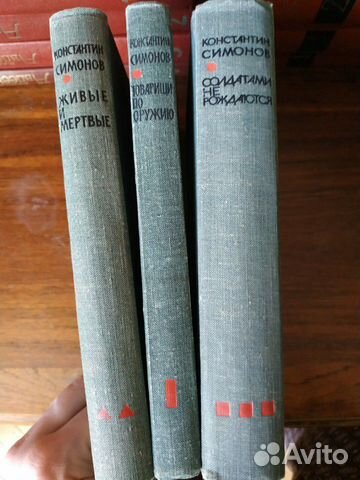 КОНСТАНТИН
СИМОНОВ
ЖИВЫЕ
И
МЕРТВЫЕ
КОНСТАНТИН
СИМОНОВ
ТОВАРИЩИ
ПО
ОРУЖИЮ
КОНСТАНТИН
СИМОНОВ
СОЛДАТАМИ
НЕ
РОЖДАЮТСЯ
Avito